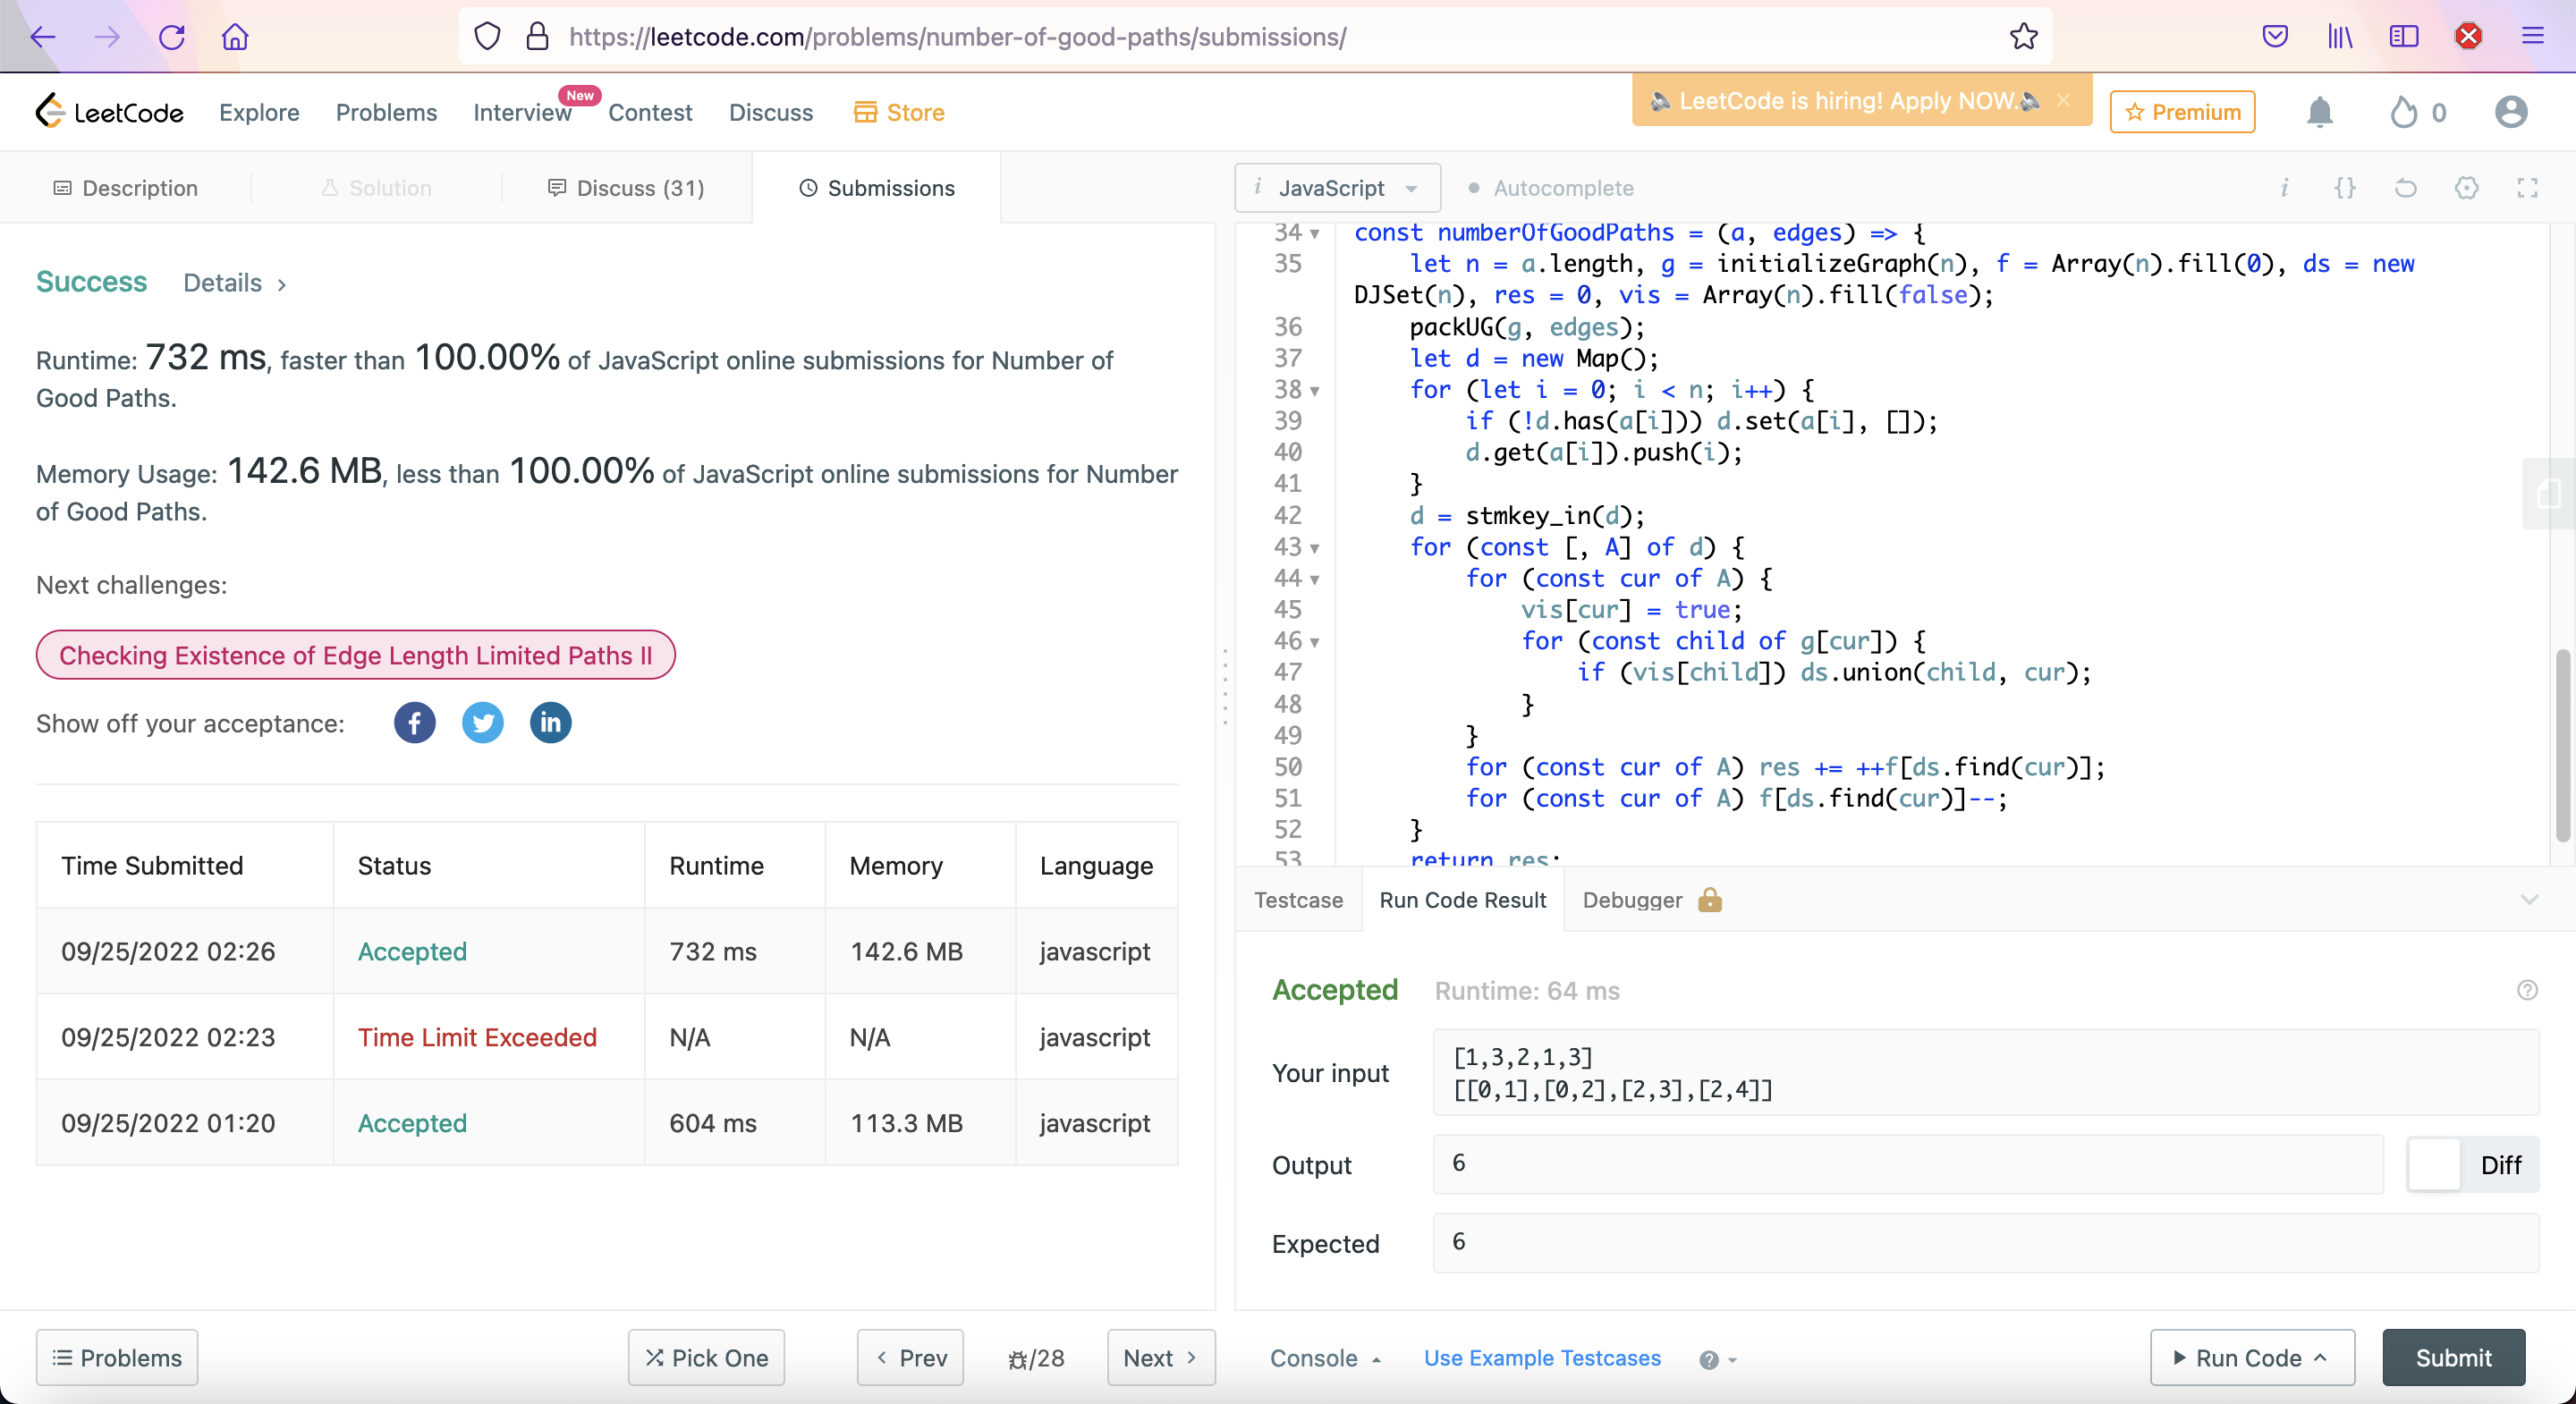 https://leetcode.com/problems/number-of-good-paths/submissions/
LeetCode
Explore
Problems
Interview
New
Contest
Discuss
Store
LeetCode is hiring! Apply NOW.
Premium
0
Description
Solution
Discuss (31)
Submissions
i JavaScript
Autocomplete
Success
Details
Runtime: 732 ms, faster than 100.00% of JavaScript online submissions for Number of
Good Paths.
Memory Usage: 142.6 MB, less than 100.00% of JavaScript online submissions for Number
of Good Paths.
Next challenges:
Checking Existence of Edge Length Limited Paths II
Show off your acceptance:
Time Submitted Status Runtime Memory Language
09/25/2022 02:26 Accepted 732 ms 142.6 MB javascript
09/25/2022 02:23 Time Limit Exceeded N/A N/A javascript
09/25/2022 01:20 Accepted 604 ms 113.3 MB javascript
34 const numberOfGoodPaths = (a, edges) => {
35 let n = a.length, g = initializeGraph(n), f = Array(n).fill(0), ds = new
DJSet(n), res = 0, vis = Array(n).fill(false);
36 packUG(g, edges);
37 let d = new Map();
38 for (let i = 0; i < n; i++) {
39 if (!d.has(a[i])) d.set(a[i], []);
40 d.get(a[i]).push(i);
41 }
42 d = stmkey_in(d);
43 for (const [, A] of d) {
44 for (const cur of A) {
45 vis[cur] = true;
46 for (const child of g[cur]) {
47 if (vis[child]) ds.union(child, cur);
48 }
49 }
50 for (const cur of A) res += ++f[ds.find(cur)];
51 for (const cur of A) f[ds.find(cur)]--;
52 }
53 return res;
Testcase
Run Code Result
Debugger
Accepted
Runtime: 64 ms
Your input
[1,3,2,1,3]
[[0,1],[0,2],[2,3],[2,4]]
Output
6
Diff
Expected
6
Problems
Pick One
Prev
/28
Next
Console
Use Example Testcases
Run Code
Submit